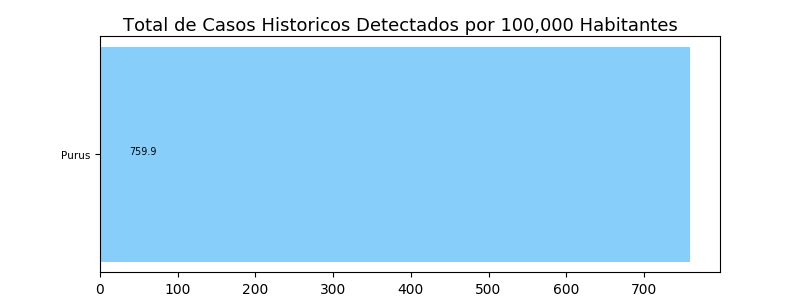 Total de Casos Historicos Detectados por 100,000 Habitantes
Purus
759.9
0 100 200 300 400 500 600 700